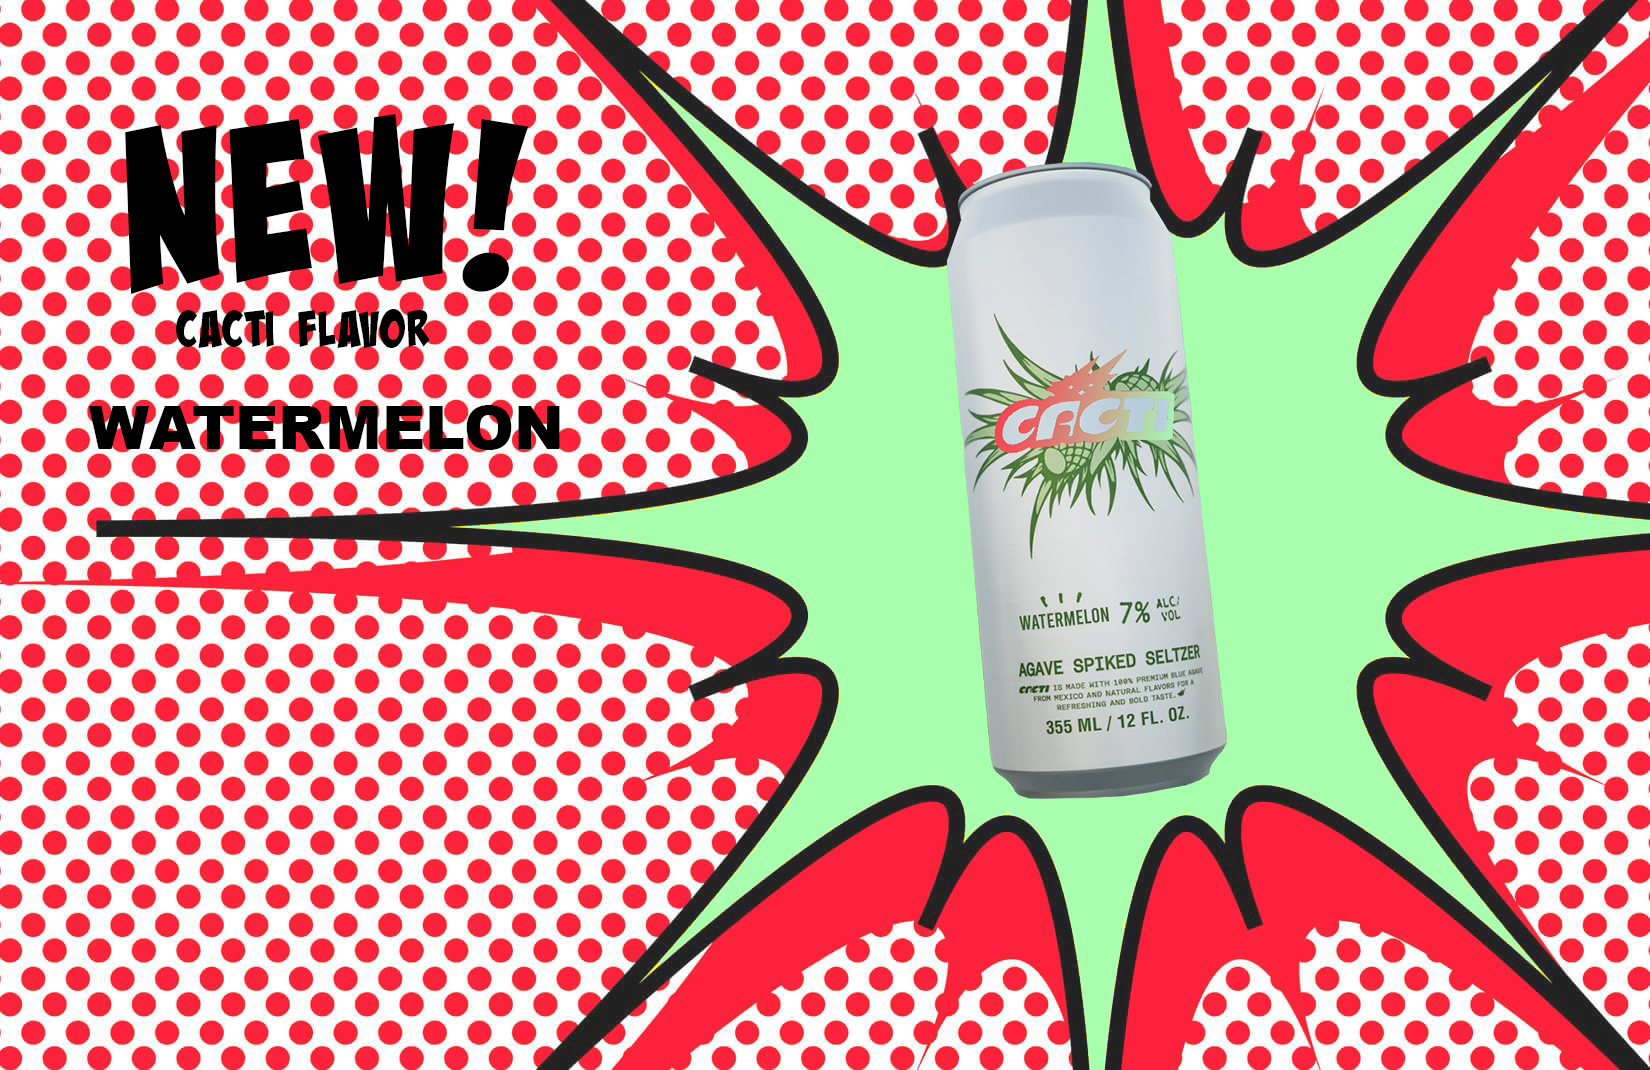 NEW!
CACTI FLAVOR
WATERMELON
CACTI
WATERMELON 7% ALC/
VOL
AGAVE SPIKED SELTZER
CACTI IS MADE WITH 100% PREMIUM BLUE AGAVE
FROM MEXICO AND NATURAL FLAVORS FOR A
REFRESHING AND BOLD TASTE.
355 ML / 12 FL. OZ.